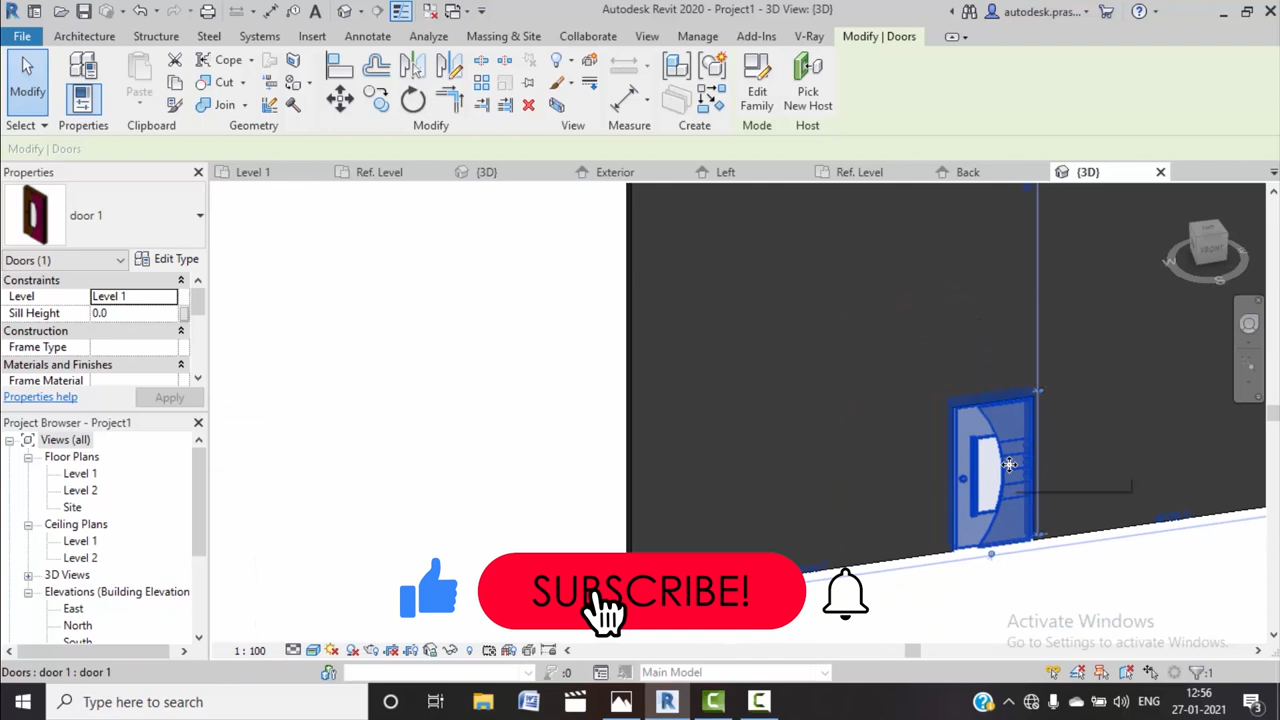 Autodesk Revit 2020 - Project1 - 3D View: {3D}
autodesk.pras...
File Architecture Structure Steel Systems Insert Annotate Analyze Massing & Site Collaborate View Manage Add-Ins V-Ray Modify | Doors
Modify Paste Cope Cut Join Edit Family Pick New Host
Select Properties Clipboard Geometry Modify View Measure Create Mode Host
Modify | Doors
Properties
Level 1 Ref. Level {3D} Exterior Left Ref. Level Back {3D}
door 1
Doors (1) Edit Type
Constraints
Level Level 1
Sill Height 0.0
Construction
Frame Type
Materials and Finishes
Frame Material
Properties help Apply
Project Browser - Project1
Views (all)
Floor Plans
Level 1
Level 2
Site
Ceiling Plans
Level 1
Level 2
3D Views
Elevations (Building Elevation
East
North
South
FRONT
W
S
SUBSCRIBE!
Activate Windows
Go to Settings to activate Windows.
1 : 100
Doors : door 1 : door 1
:0
Main Model
:1
Type here to search
ENG
12:56
27-01-2021
3